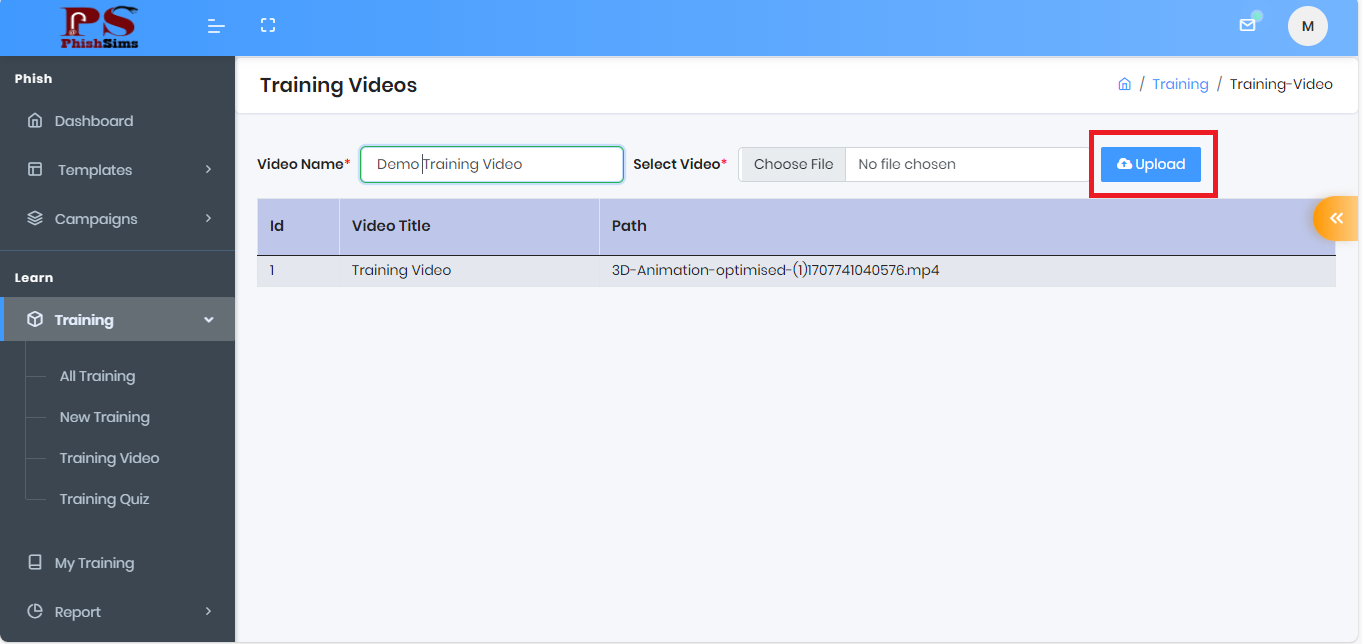 PS
PhishSims
M
Phish
Dashboard
Templates
Campaigns
Learn
Training
All Training
New Training
Training Video
Training Quiz
My Training
Report
Training Videos
/ Training / Training-Video
Video Name* Demo Training Video Select Video* Choose File No file chosen Upload
Id Video Title Path
1 Training Video 3D-Animation-optimised-(1)1707741040576.mp4